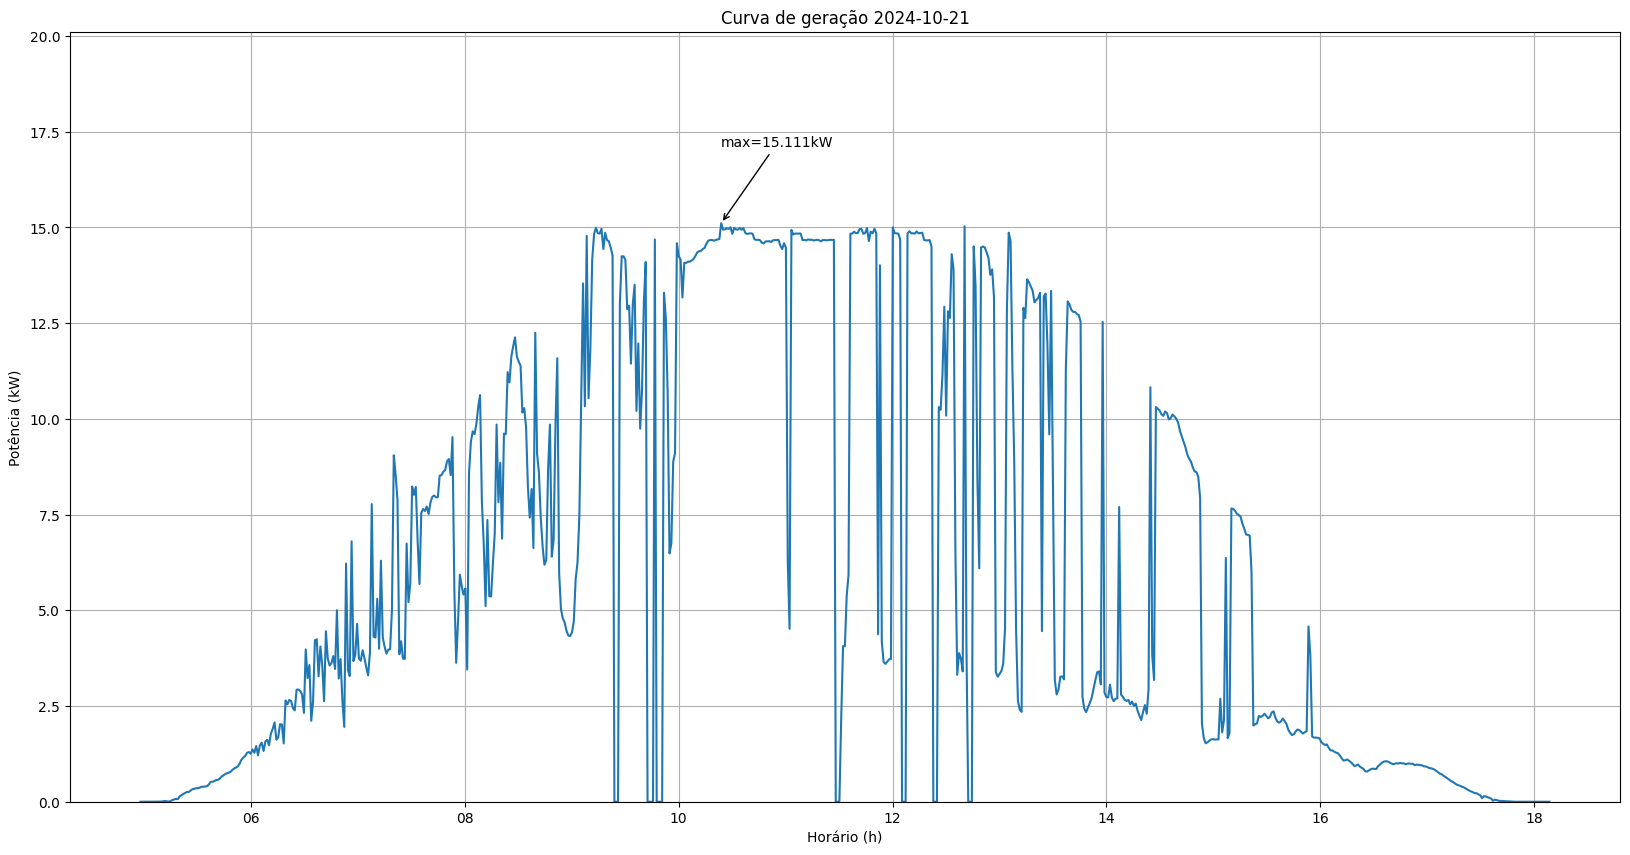 Curva de geração 2024-10-21
20.0
17.5
max=15.111kW
15.0
12.5
10.0
7.5
5.0
2.5
0.0
Potência (kW)
06 08 10 12 14 16 18
Horário (h)